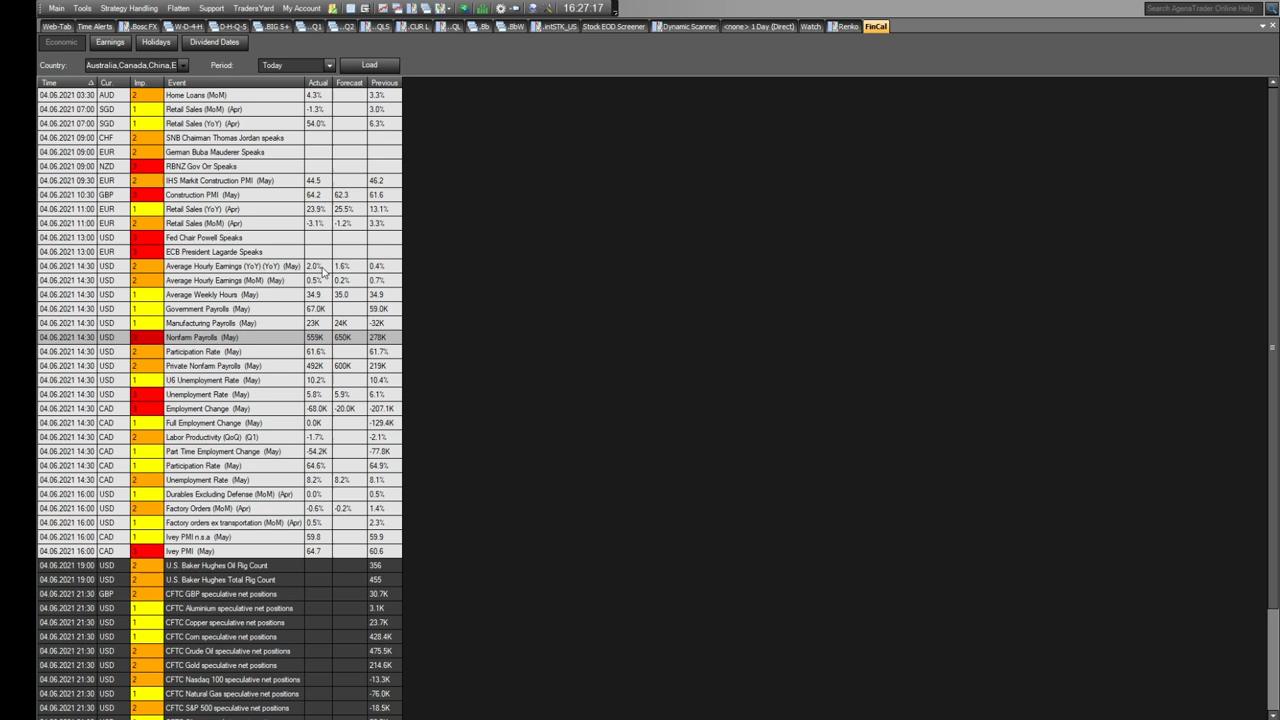 Main Tools Strategy Handling Flatten Support TradersYard My Account 16:27:17 Search AgenaTrader Online Help
Web-Tab Time Alerts .Bosc FX W-D-4-H D-H-Q-S .BIG 5+ ...Q1 ...Q2 .QLS .CUR L .QL .Bb .BbW .intSTK_US Stock EOD Screener Dynamic Scanner <none> 1 Day (Direct) Watch Renko FinCal
Economic Earnings Holidays Dividend Dates
Country: Australia,Canada,China,E Period: Today Load
Time Cur. Imp. Event Actual Forecast Previous
04.06.2021 03:30 AUD 2 Home Loans (MoM) 4.3% 3.3%
04.06.2021 07:00 SGD 1 Retail Sales (MoM) (Apr) -1.3% 3.0%
04.06.2021 07:00 SGD 1 Retail Sales (YoY) (Apr) 54.0% 6.3%
04.06.2021 09:00 CHF 2 SNB Chairman Thomas Jordan speaks
04.06.2021 09:00 EUR 2 German Buba Mauderer Speaks
04.06.2021 09:00 NZD 3 RBNZ Gov Orr Speaks
04.06.2021 09:30 EUR 2 IHS Markit Construction PMI (May) 44.5 46.2
04.06.2021 10:30 GBP 3 Construction PMI (May) 64.2 62.3 61.6
04.06.2021 11:00 EUR 1 Retail Sales (YoY) (Apr) 23.9% 25.5% 13.1%
04.06.2021 11:00 EUR 2 Retail Sales (MoM) (Apr) -3.1% -1.2% 3.3%
04.06.2021 13:00 USD 3 Fed Chair Powell Speaks
04.06.2021 13:00 EUR 3 ECB President Lagarde Speaks
04.06.2021 14:30 USD 2 Average Hourly Earnings (YoY) (YoY) (May) 2.0% 1.6% 0.4%
04.06.2021 14:30 USD 2 Average Hourly Earnings (MoM) (May) 0.5% 0.2% 0.7%
04.06.2021 14:30 USD 1 Average Weekly Hours (May) 34.9 35.0 34.9
04.06.2021 14:30 USD 1 Government Payrolls (May) 67.0K 59.0K
04.06.2021 14:30 USD 1 Manufacturing Payrolls (May) 23K 24K -32K
04.06.2021 14:30 USD 3 Nonfarm Payrolls (May) 559K 650K 278K
04.06.2021 14:30 USD 2 Participation Rate (May) 61.6% 61.7%
04.06.2021 14:30 USD 2 Private Nonfarm Payrolls (May) 492K 600K 219K
04.06.2021 14:30 USD 1 U6 Unemployment Rate (May) 10.2% 10.4%
04.06.2021 14:30 USD 3 Unemployment Rate (May) 5.8% 5.9% 6.1%
04.06.2021 14:30 CAD 3 Employment Change (May) -68.0K -20.0K -207.1K
04.06.2021 14:30 CAD 1 Full Employment Change (May) 0.0K -129.4K
04.06.2021 14:30 CAD 2 Labor Productivity (QoQ) (Q1) -1.7% -2.1%
04.06.2021 14:30 CAD 1 Part Time Employment Change (May) -54.2K -77.8K
04.06.2021 14:30 CAD 1 Participation Rate (May) 64.6% 64.9%
04.06.2021 14:30 CAD 2 Unemployment Rate (May) 8.2% 8.2% 8.1%
04.06.2021 16:00 USD 1 Durables Excluding Defense (MoM) (Apr) 0.0% 0.5%
04.06.2021 16:00 USD 2 Factory Orders (MoM) (Apr) -0.6% -0.2% 1.4%
04.06.2021 16:00 USD 1 Factory orders ex transportation (MoM) (Apr) 0.5% 2.3%
04.06.2021 16:00 CAD 1 Ivey PMI n.s.a (May) 59.8 59.9
04.06.2021 16:00 CAD 3 Ivey PMI (May) 64.7 60.6
04.06.2021 19:00 USD 2 U.S. Baker Hughes Oil Rig Count 356
04.06.2021 19:00 USD 2 U.S. Baker Hughes Total Rig Count 455
04.06.2021 21:30 GBP 2 CFTC GBP speculative net positions 30.7K
04.06.2021 21:30 USD 1 CFTC Aluminium speculative net positions 3.1K
04.06.2021 21:30 USD 1 CFTC Copper speculative net positions 23.7K
04.06.2021 21:30 USD 1 CFTC Corn speculative net positions 428.4K
04.06.2021 21:30 USD 2 CFTC Crude Oil speculative net positions 475.5K
04.06.2021 21:30 USD 2 CFTC Gold speculative net positions 214.6K
04.06.2021 21:30 USD 2 CFTC Nasdaq 100 speculative net positions -13.3K
04.06.2021 21:30 USD 1 CFTC Natural Gas speculative net positions -76.0K
04.06.2021 21:30 USD 2 CFTC S&P 500 speculative net positions -18.5K